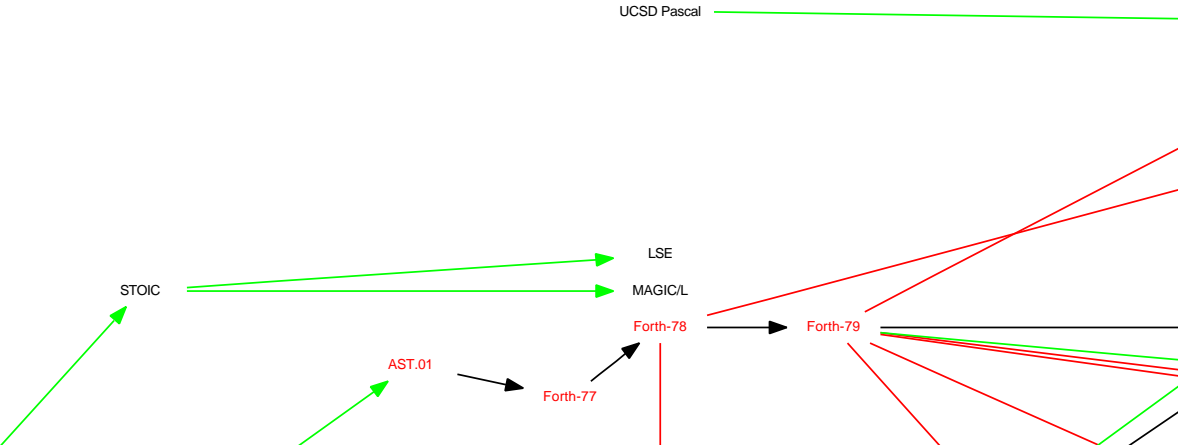 UCSD Pascal
LSE
STOIC
MAGIC/L
Forth-78
Forth-79
AST.01
Forth-77